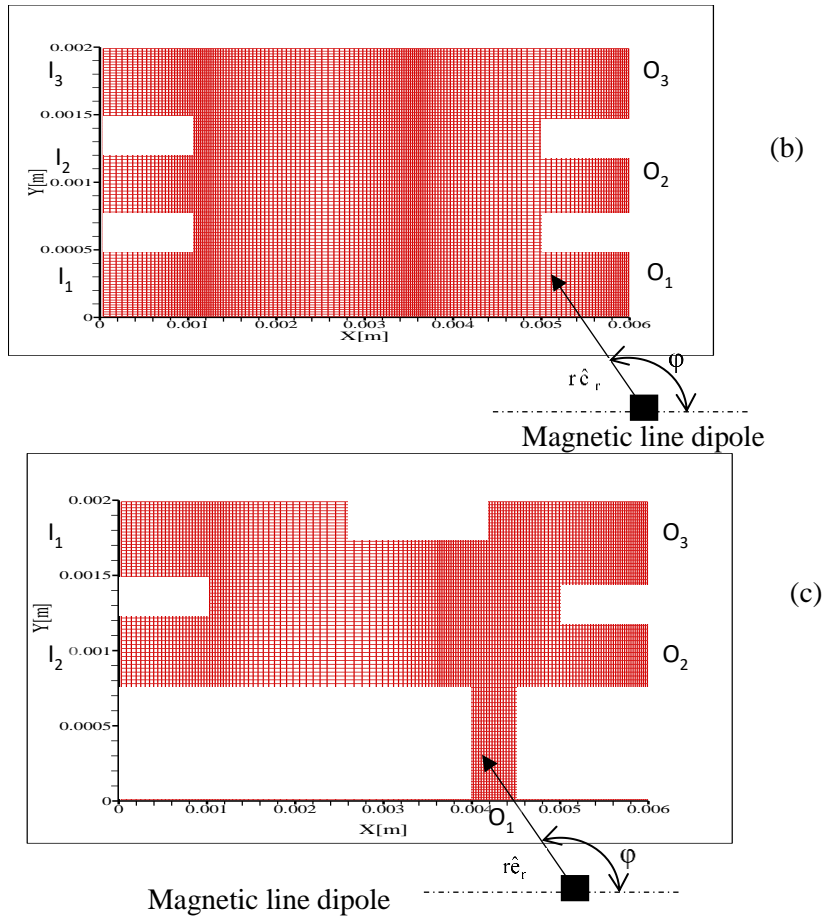 0.002
I3
O3
0.0015
(b)
I2
O2
0.001
Y[m]
0.0005
I1
O1
0
0 0.001 0.002 0.003 0.004 0.005 0.006
X[m]
φ
r ĉ r
Magnetic line dipole
0.002
I1
O3
0.0015
(c)
Y[m]
I2
O2
0.001
0.0005
0
0 0.001 0.002 0.003 0.004 0.005 0.006
O1
X[m]
φ
rêr
Magnetic line dipole